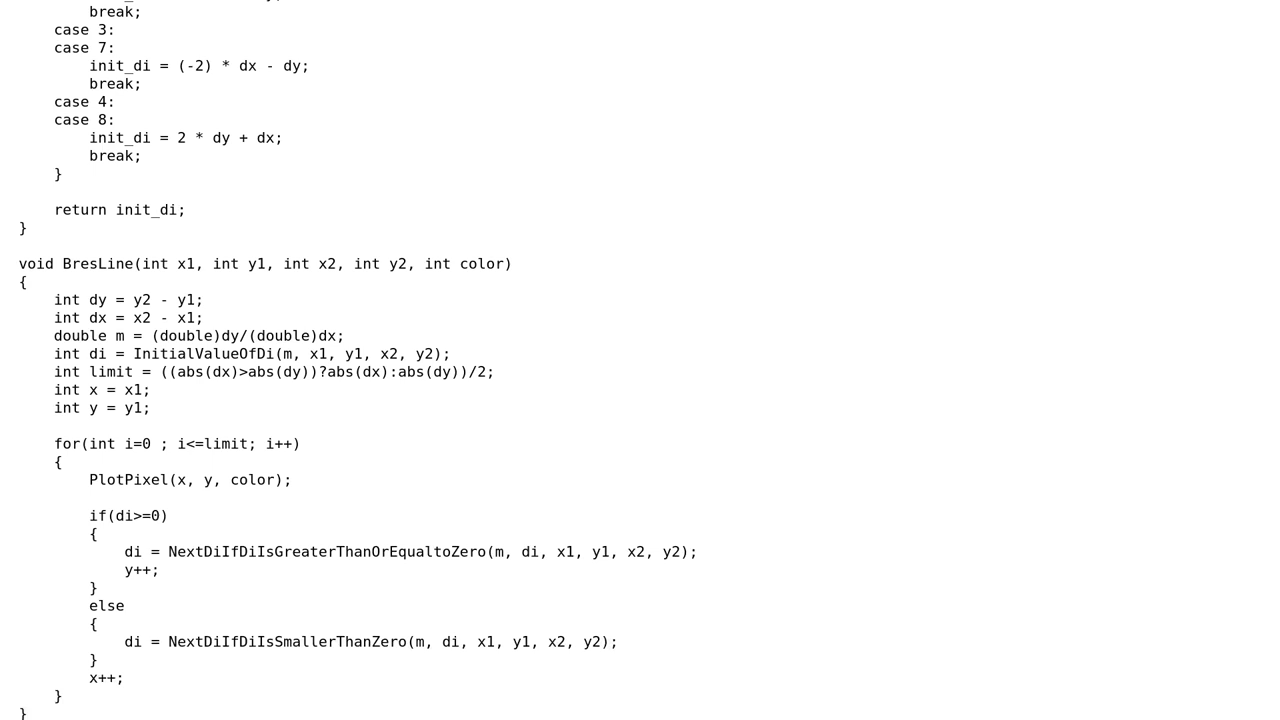 break;
case 3:
case 7:
init_di = (-2) * dx - dy;
break;
case 4:
case 8:
init_di = 2 * dy + dx;
break;
}
return init_di;
}
void BresLine(int x1, int y1, int x2, int y2, int color)
{
int dy = y2 - y1;
int dx = x2 - x1;
double m = (double)dy/(double)dx;
int di = InitialValueOfDi(m, x1, y1, x2, y2);
int limit = ((abs(dx)>abs(dy))?abs(dx):abs(dy))/2;
int x = x1;
int y = y1;
for(int i=0 ; i<=limit; i++)
{
PlotPixel(x, y, color);
if(di>=0)
{
di = NextDiIfDiIsGreaterThanOrEqualtoZero(m, di, x1, y1, x2, y2);
y++;
}
else
{
di = NextDiIfDiIsSmallerThanZero(m, di, x1, y1, x2, y2);
}
x++;
}
}